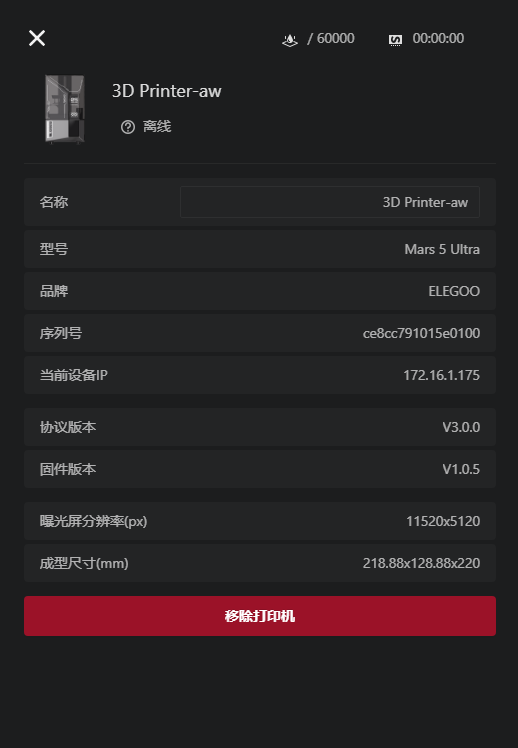 / 60000 00:00:00
3D Printer-aw
离线
名称 3D Printer-aw
型号 Mars 5 Ultra
品牌 ELEGOO
序列号 ce8cc791015e0100
当前设备IP 172.16.1.175
协议版本 V3.0.0
固件版本 V1.0.5
曝光屏分辨率(px) 11520x5120
成型尺寸(mm) 218.88x128.88x220
移除打印机